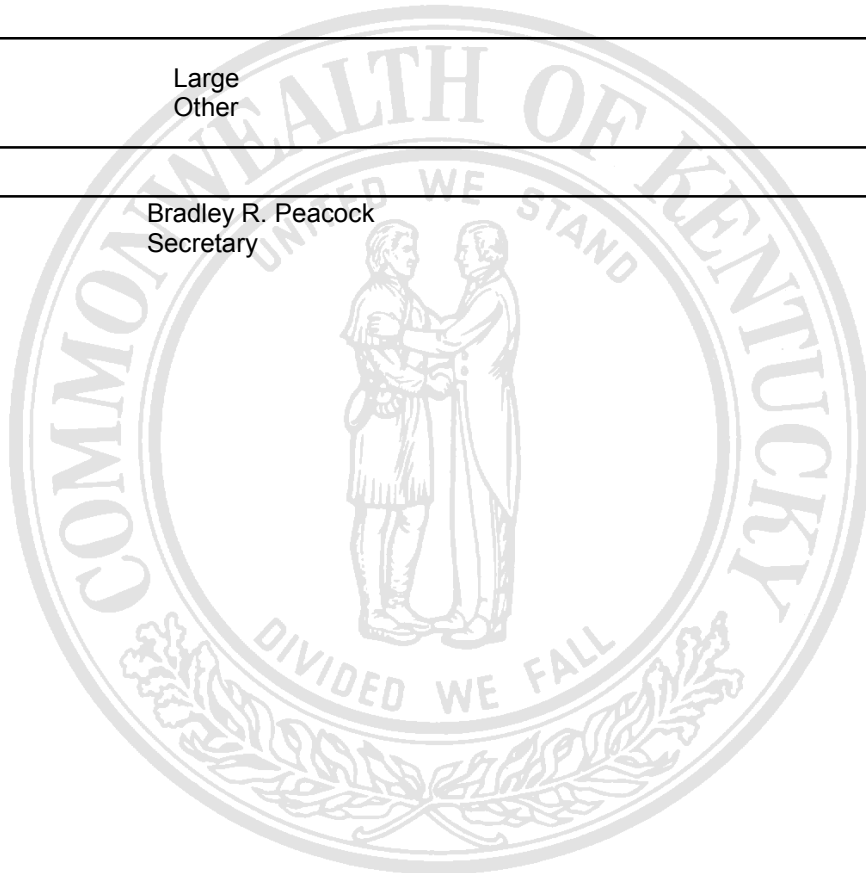 Large
Other
Bradley R. Peacock
Secretary
COMMONWEALTH OF KENTUCKY
UNITED WE STAND
DIVIDED WE FALL